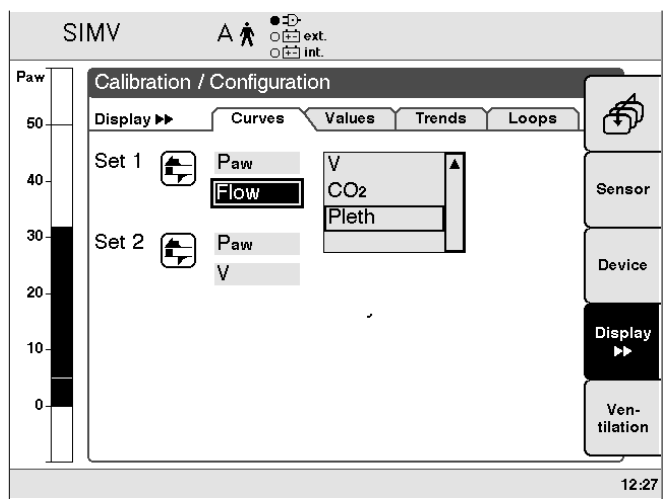 SIMV A ext.
int.
Paw
50
40
30
20
10
0
Calibration / Configuration
Display ▶▶ Curves Values Trends Loops
Set 1 Paw
Flow
V
CO2
Pleth
Set 2 Paw
V
Sensor
Device
Display
▶▶
Ven-
tilation
12:27